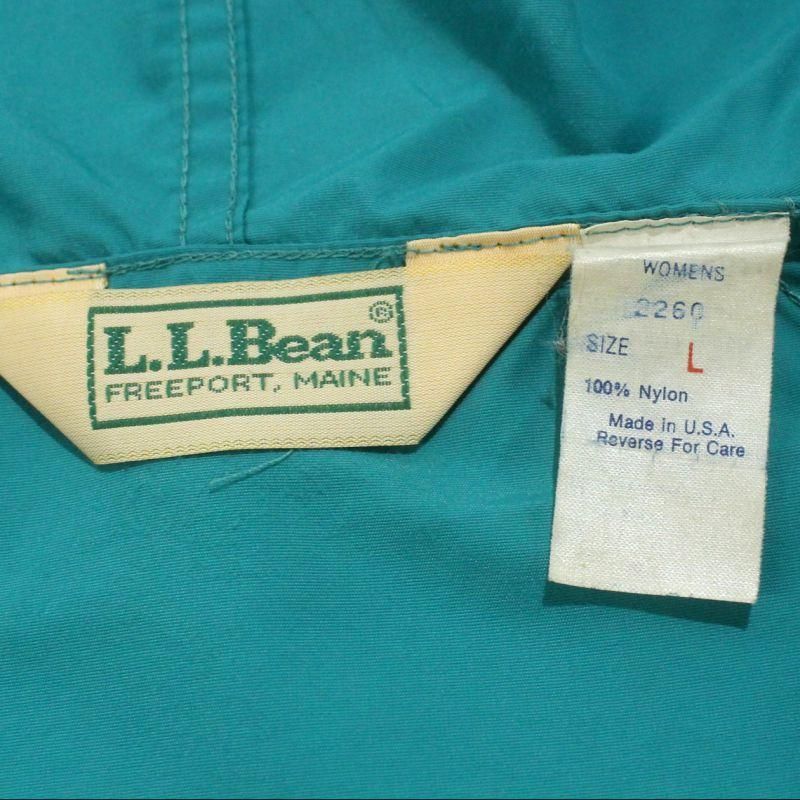 L.L.Bean®
FREEPORT, MAINE
WOMENS
2260
SIZE L
100% Nylon
Made in U.S.A.
Reverse For Care